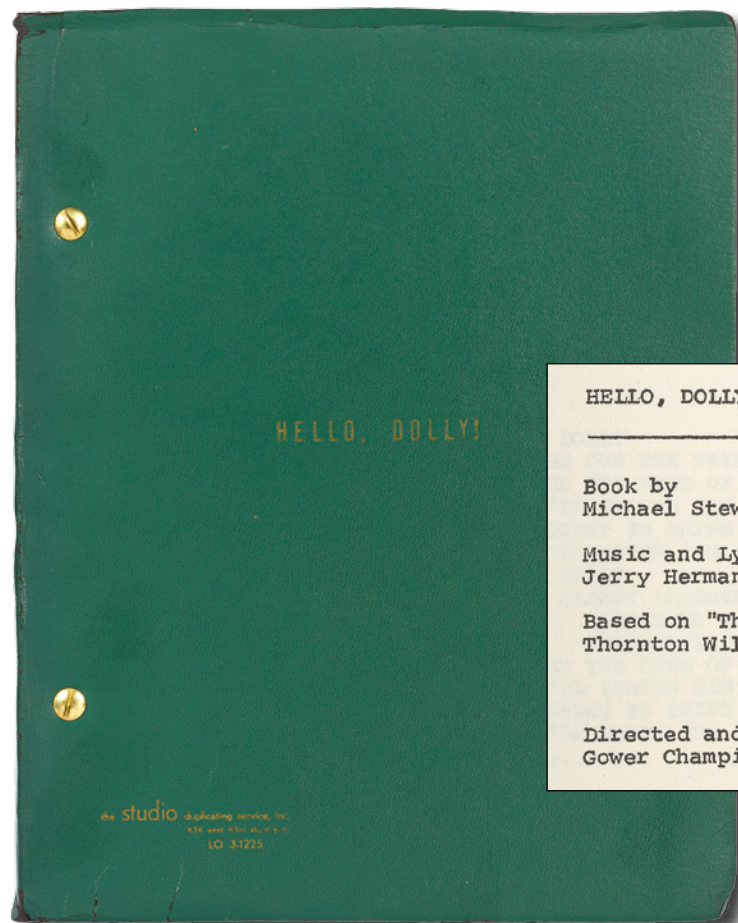 HELLO, DOLLY!
the studio duplicating service, inc.
LO 3-1225
HELLO, DOLLY
Book by
Michael Stew
Music and Ly
Jerry Herman
Based on "Th
Thornton Wil
Directed and
Gower Champi